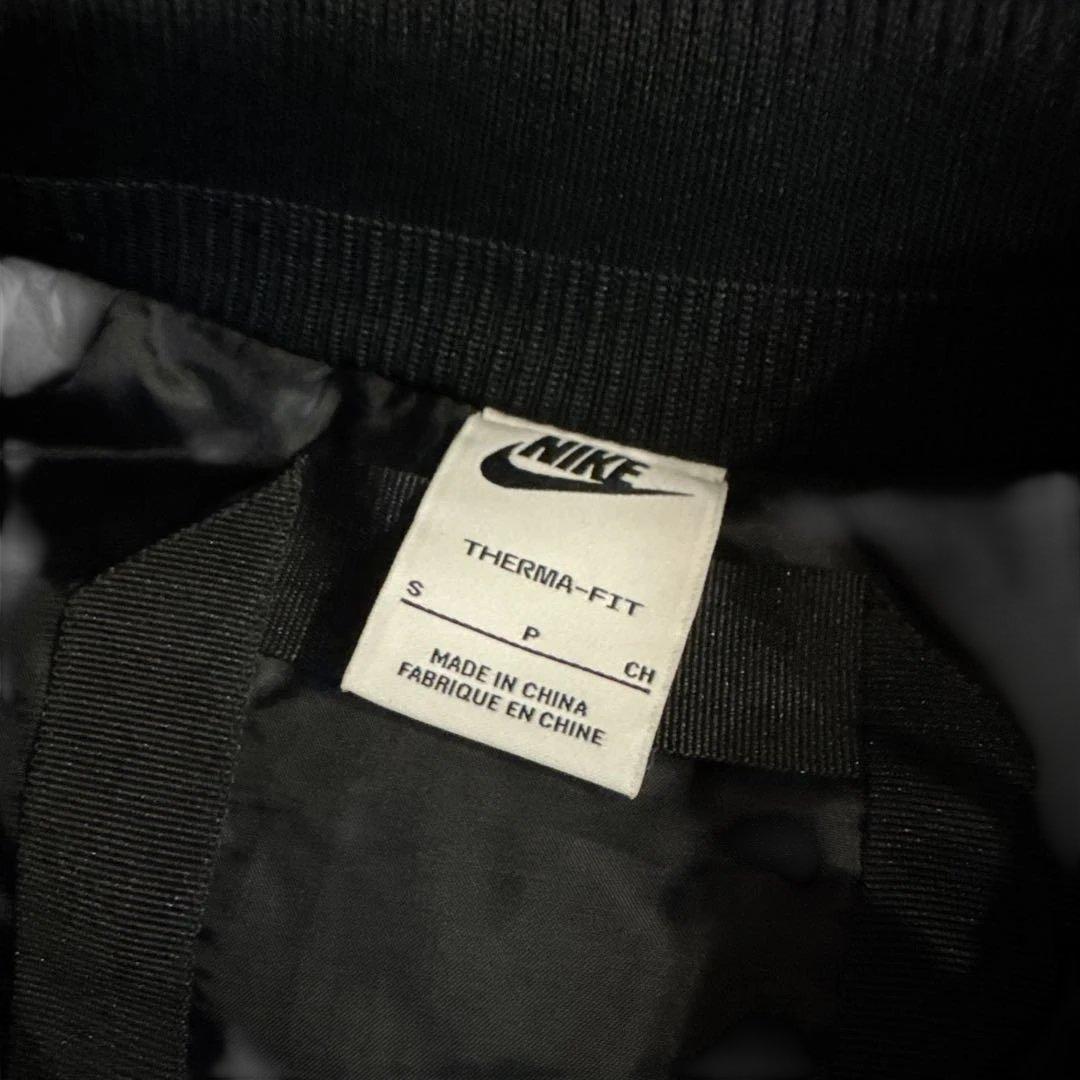 NIKE
THERMA-FIT
S P CH
MADE IN CHINA
FABRIQUE EN CHINE